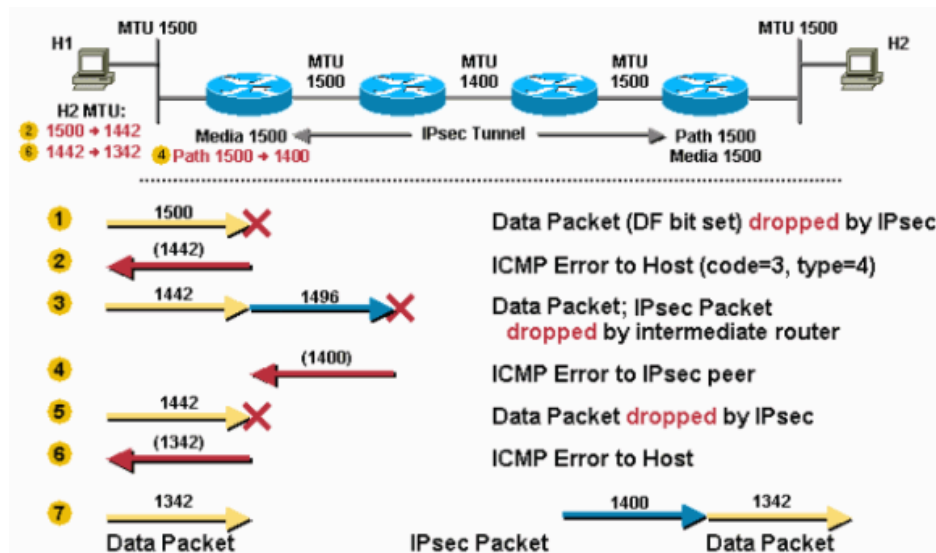 MTU 1500
MTU 1500
H1
H2
MTU
1500
MTU
1400
MTU
1500
H2 MTU:
2 1500 → 1442
6 1442 → 1342
Media 1500
IPsec Tunnel
Path 1500
4 Path 1500 → 1400
Media 1500
1 1500 Data Packet (DF bit set) dropped by IPsec
2 (1442) ICMP Error to Host (code=3, type=4)
3 1442 1496 Data Packet; IPsec Packet
dropped by intermediate router
4 (1400) ICMP Error to IPsec peer
5 1442 Data Packet dropped by IPsec
6 (1342) ICMP Error to Host
7 1342 1400 1342
Data Packet IPsec Packet Data Packet